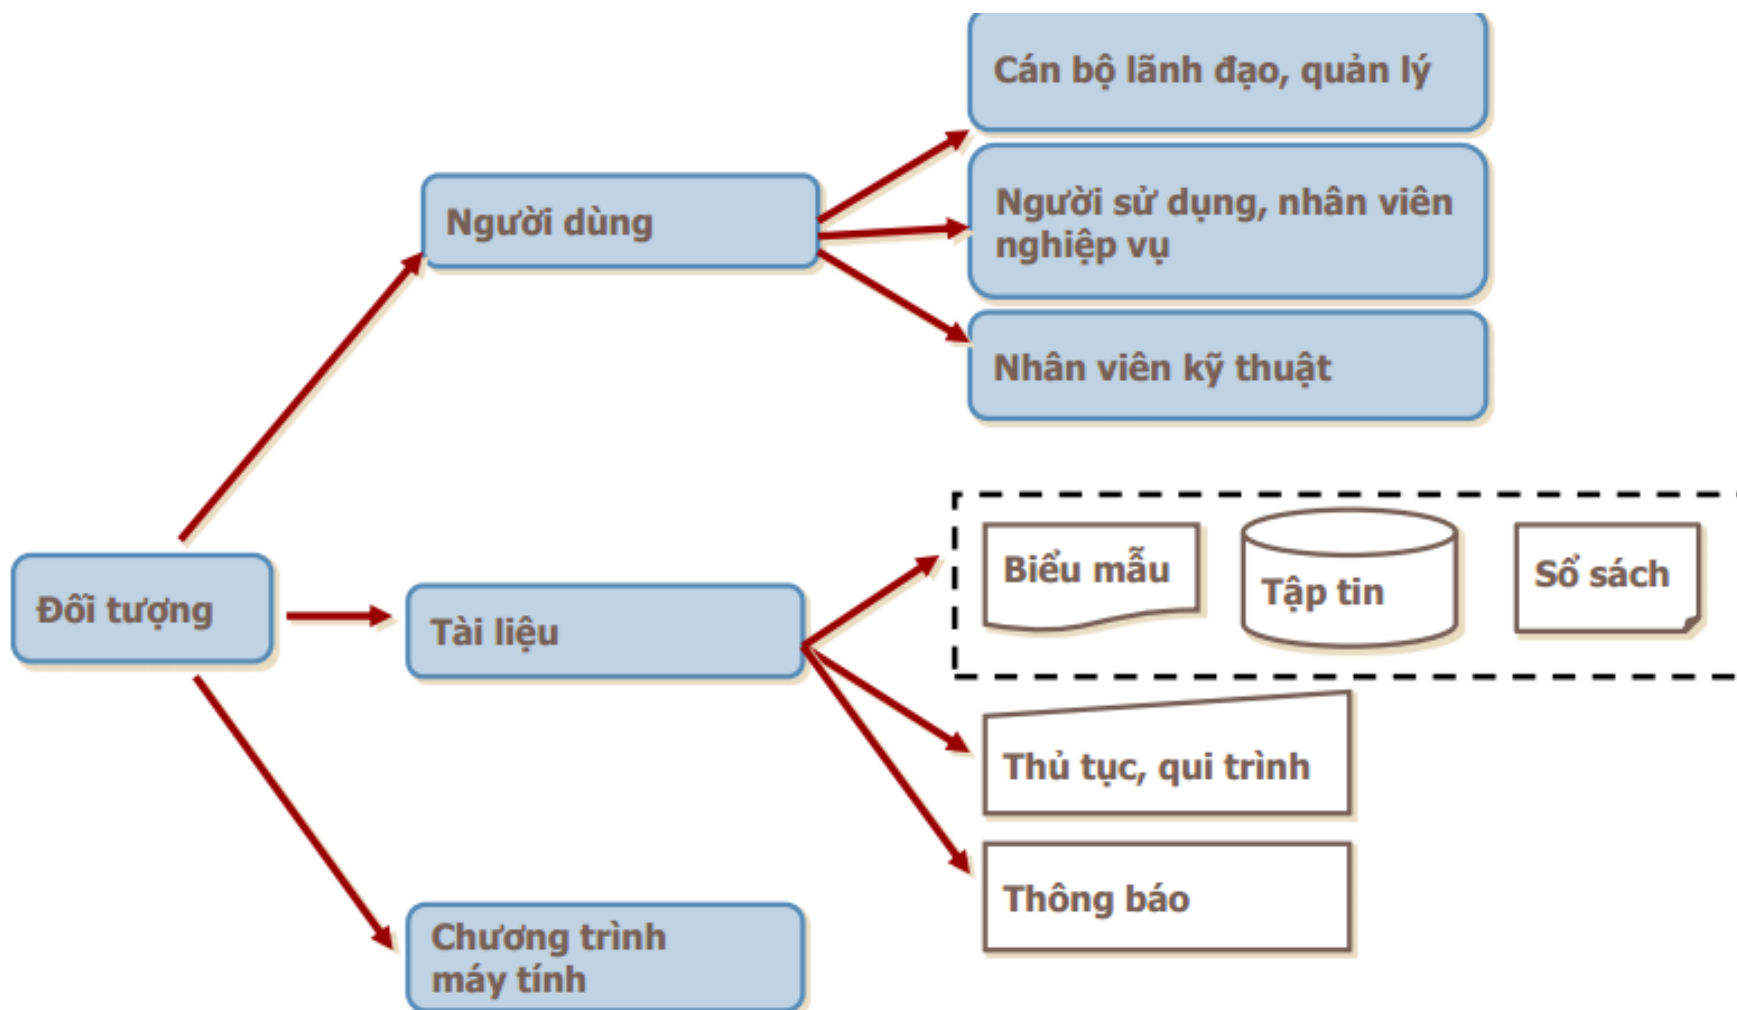 Cán bộ lãnh đạo, quản lý
Người dùng
Người sử dụng, nhân viên
nghiệp vụ
Nhân viên kỹ thuật
Đối tượng
Tài liệu
Biểu mẫu
Tập tin
Sổ sách
Thủ tục, qui trình
Thông báo
Chương trình
máy tính